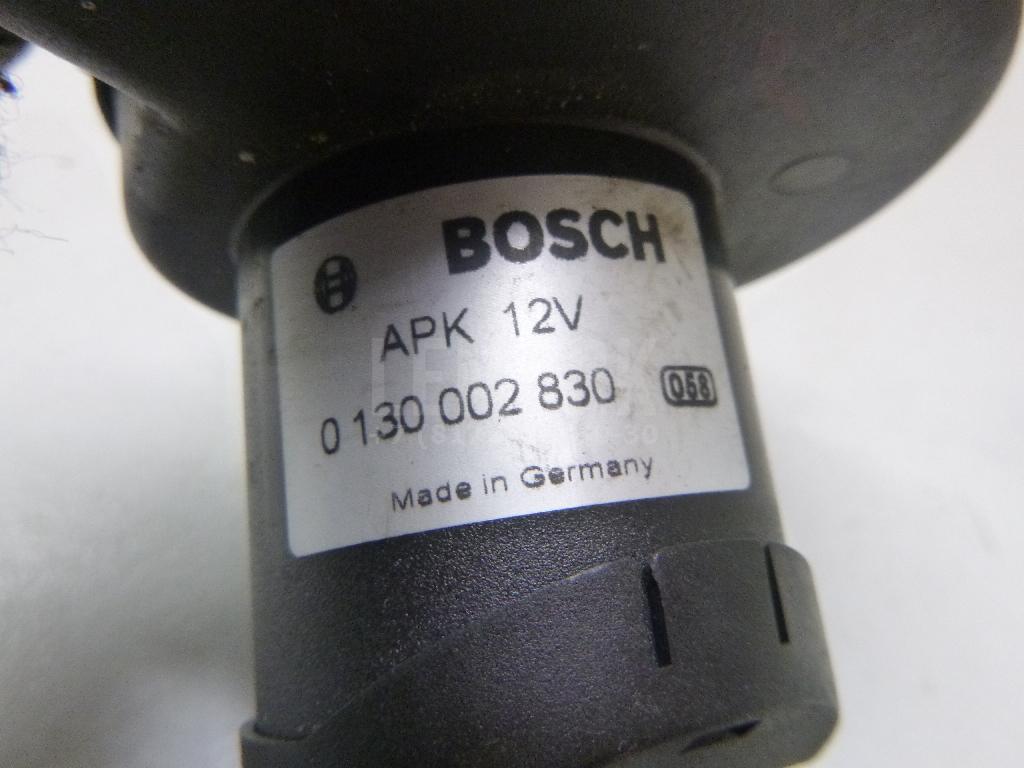 BOSCH
APK 12V
0 130 002 830 058
Made in Germany